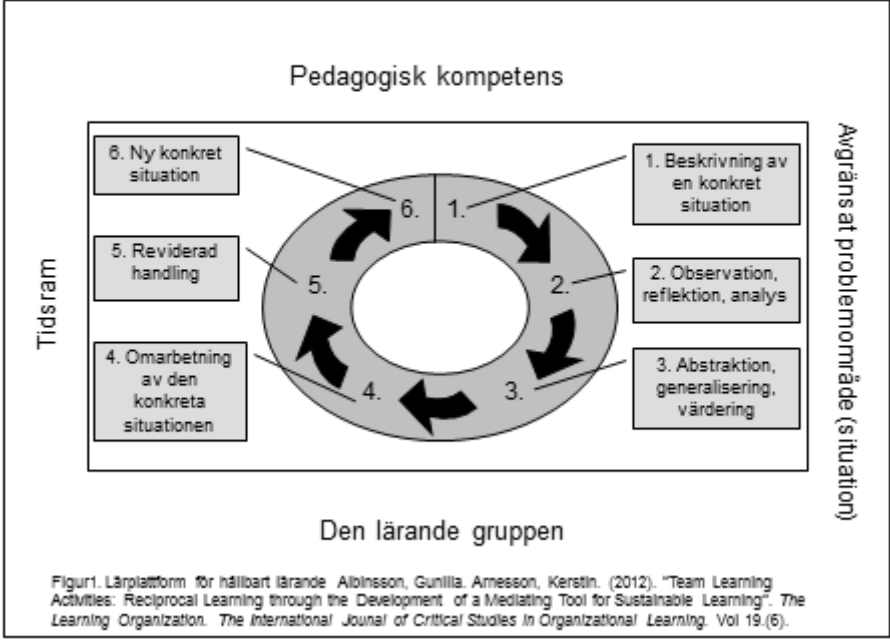 Pedagogisk kompetens
6. Ny konkret
situation
1. Beskrivning av
en konkret
situation
6.
1.
5. Reviderad
handling
5.
2.
2. Observation,
reflektion, analys
4. Omarbetning
av den
konkreta
situationen
4.
3.
3. Abstraktion,
generalisering,
värdering
Tidsram
Avgränsat problemområde (situation)
Den lärande gruppen
Figur1. Lärplattform för hållbart lärande Albinsson, Gunilla. Arnesson, Kerstin. (2012). "Team Learning
Activities: Reciprocal Learning through the Development of a Mediating Tool for Sustainable Learning". The
Learning Organization. The International Jounal of Critical Studies in Organizational Learning. Vol 19.(6).